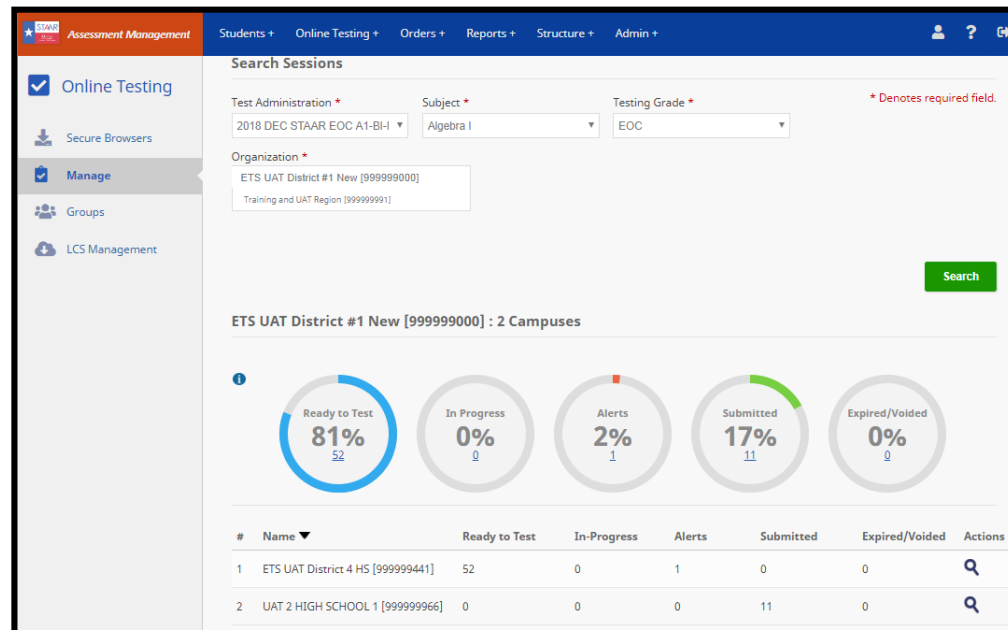 STAAR
Assessment Management
Students + Online Testing + Orders + Reports + Structure + Admin + ?
Online Testing
Secure Browsers
Manage
Groups
LCS Management
Search Sessions
* Denotes required field.
Test Administration * Subject * Testing Grade *
2018 DEC STAAR EOC A1-BI-I Algebra I EOC
Organization *
ETS UAT District #1 New [999999000]
Training and UAT Region [999999991]
Search
ETS UAT District #1 New [999999000] : 2 Campuses
Ready to Test In Progress Alerts Submitted Expired/Voided
81% 0% 2% 17% 0%
52 0 1 11 0
# Name Ready to Test In-Progress Alerts Submitted Expired/Voided Actions
1 ETS UAT District 4 HS [999999441] 52 0 1 0 0
2 UAT 2 HIGH SCHOOL 1 [999999966] 0 0 0 11 0